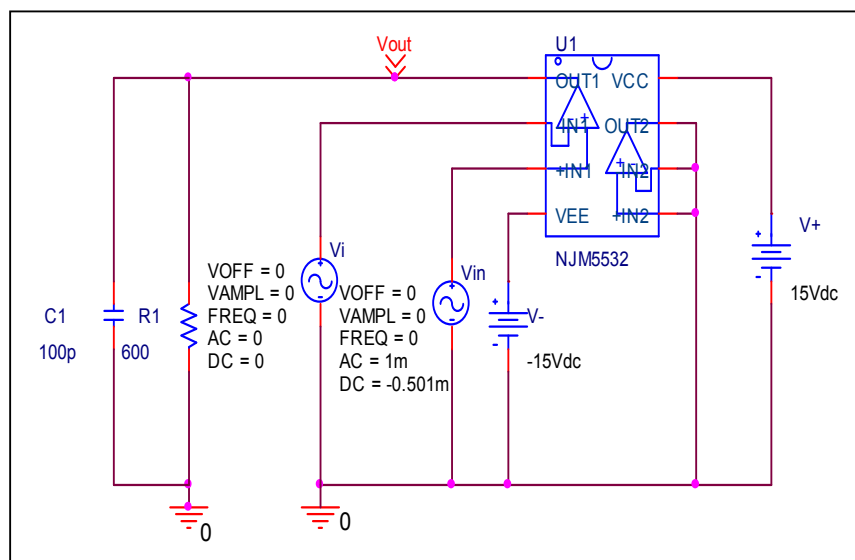 Vout
U1
OUT1 VCC
-IN1 OUT2
+IN1 -IN2
VEE +IN2
NJM5532
Vi
VOFF = 0
VAMPL = 0
FREQ = 0
AC = 0
DC = 0
Vin
VOFF = 0
VAMPL = 0
FREQ = 0
AC = 1m
DC = -0.501m
V-
-15Vdc
V+
15Vdc
C1
100p
R1
600
0
0